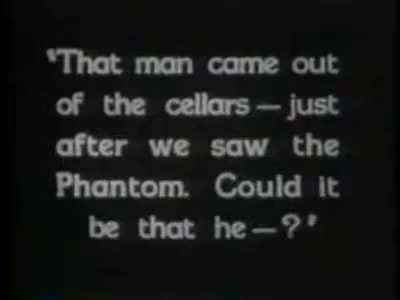 "That man came out
of the cellars — just
after we saw the
Phantom. Could it
be that he — ?"